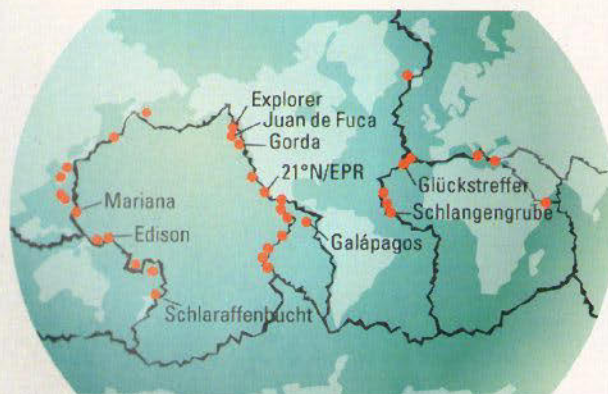 Explorer
Juan de Fuca
Gorda
21°N/EPR
Mariana
Edison
Glückstreffer
Schlangengrube
Galápagos
Schlaraffenbucht